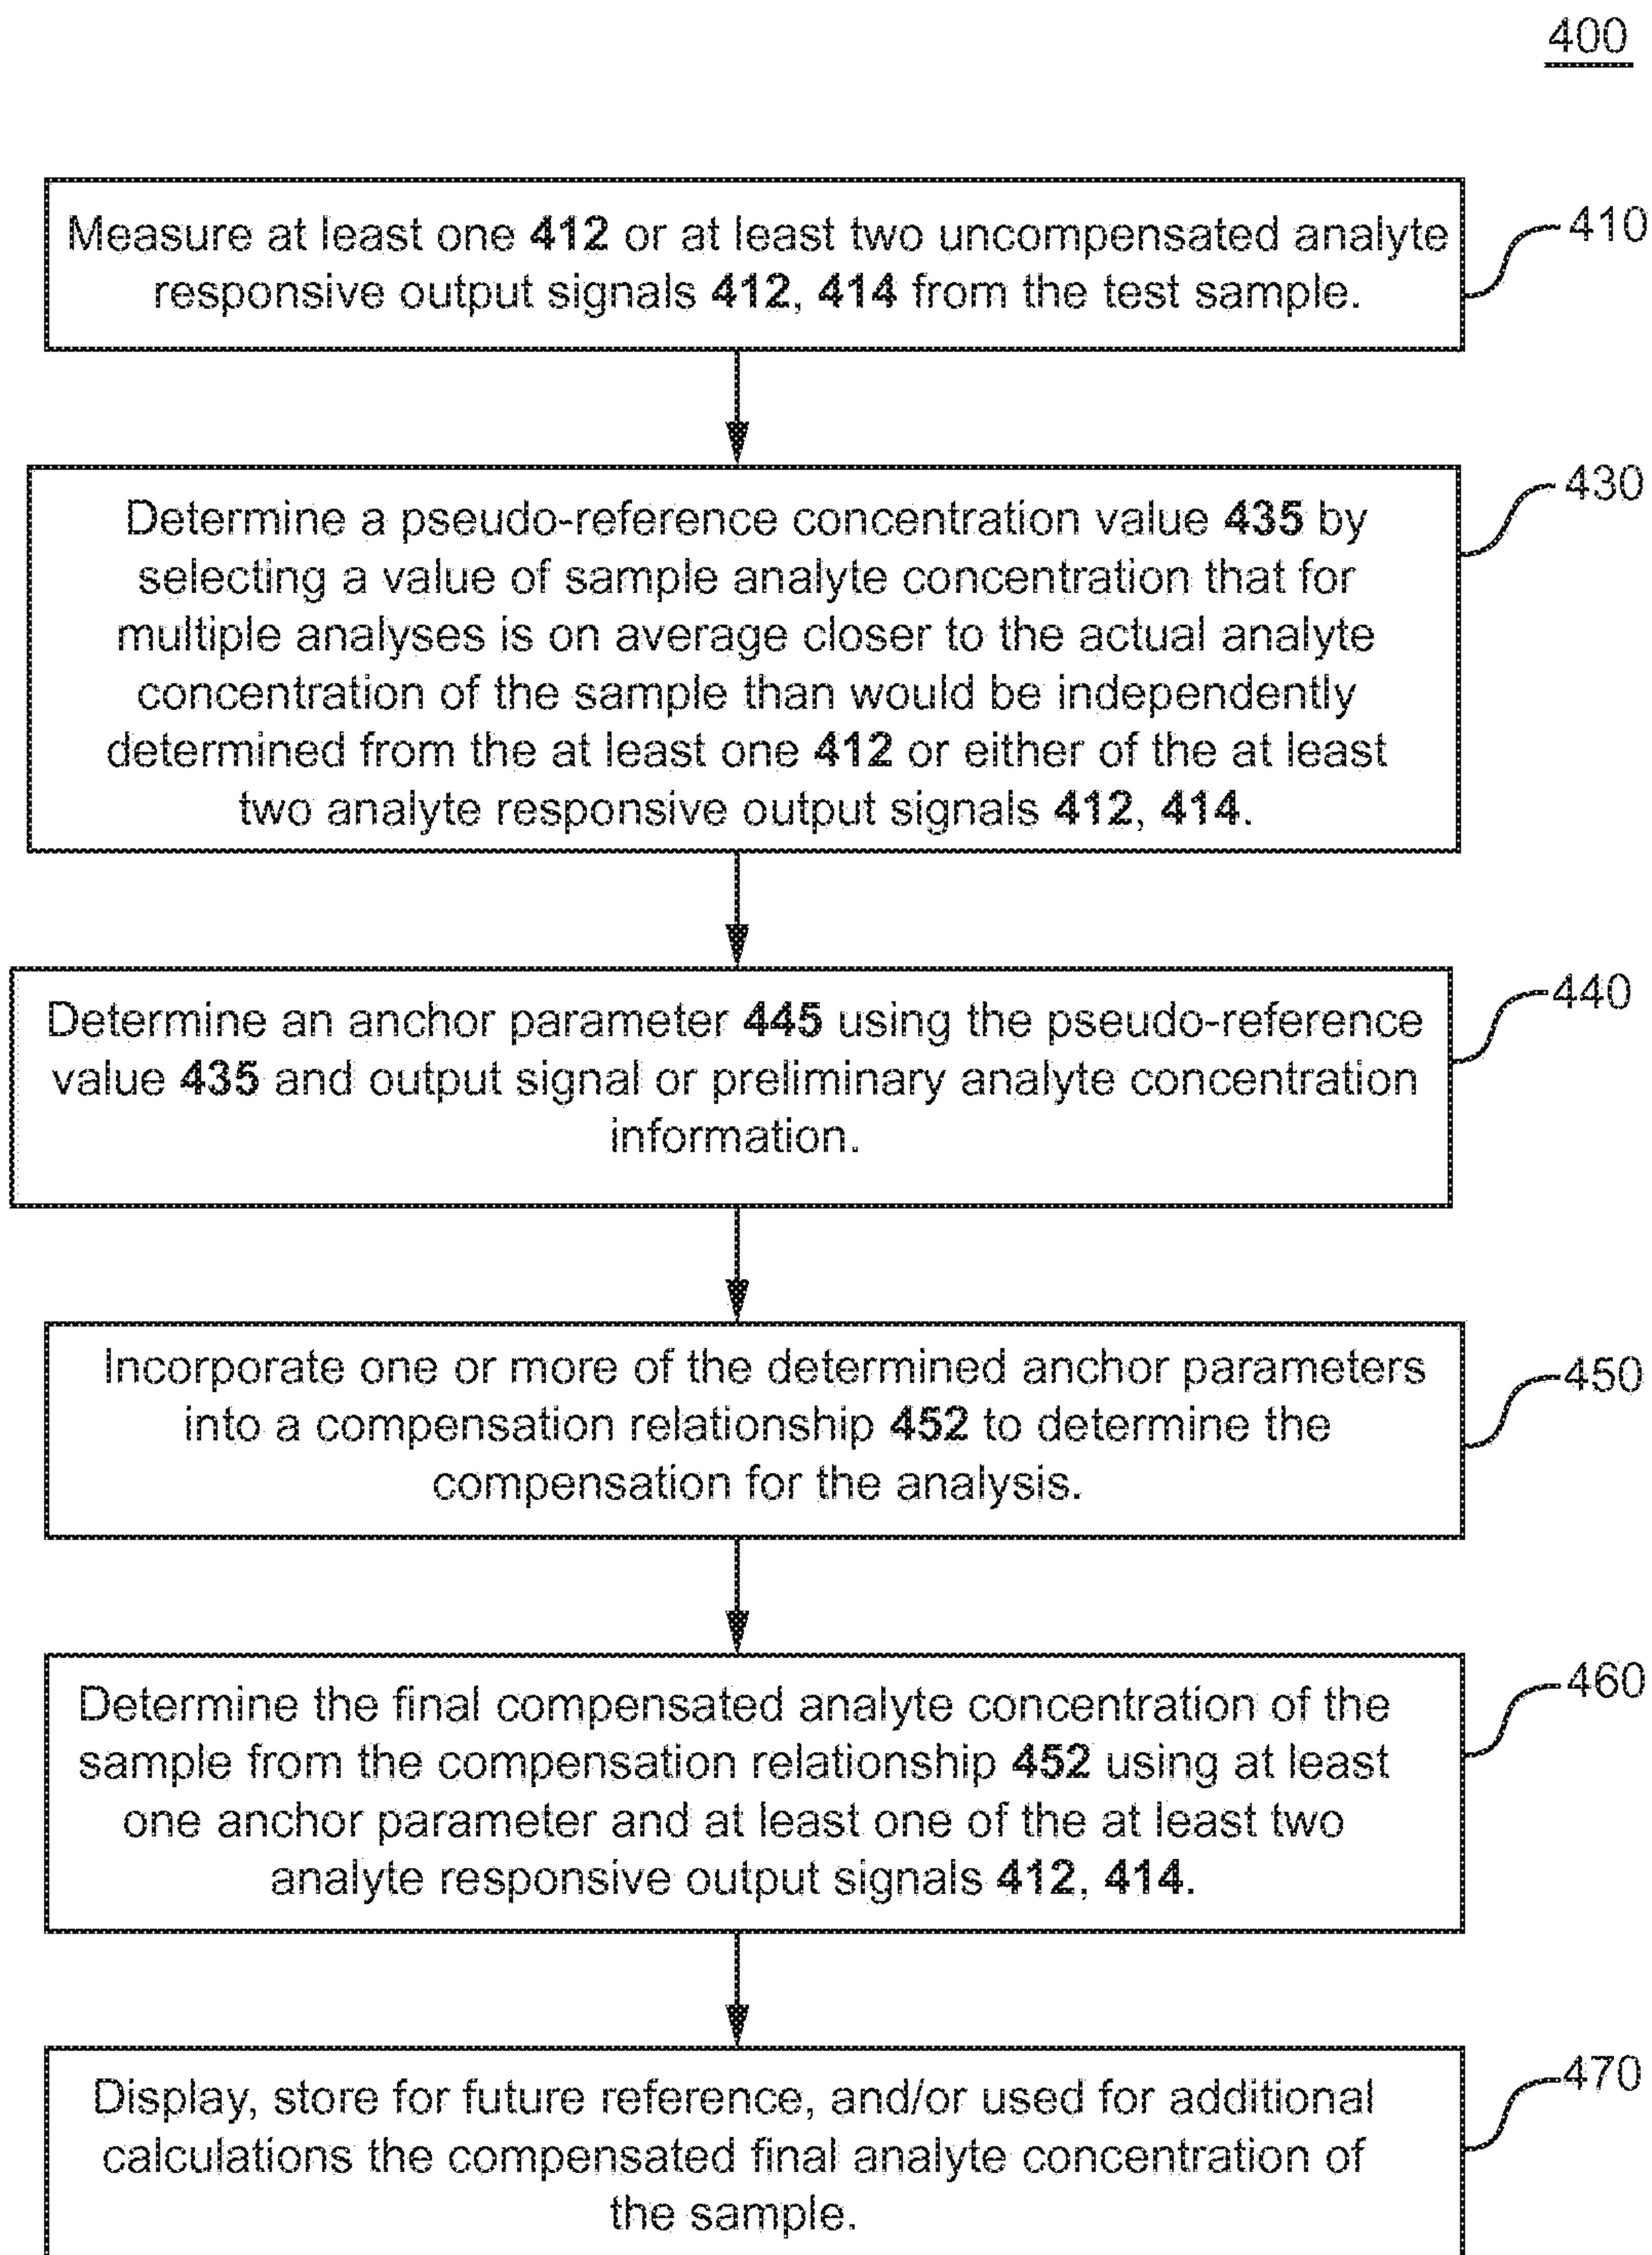 400
Measure at least one 412 or at least two uncompensated analyte
responsive output signals 412, 414 from the test sample.
410
Determine a pseudo-reference concentration value 435 by
selecting a value of sample analyte concentration that for
multiple analyses is on average closer to the actual analyte
concentration of the sample than would be independently
determined from the at least one 412 or either of the at least
two analyte responsive output signals 412, 414.
430
Determine an anchor parameter 445 using the pseudo-reference
value 435 and output signal or preliminary analyte concentration
information.
440
Incorporate one or more of the determined anchor parameters
into a compensation relationship 452 to determine the
compensation for the analysis.
450
Determine the final compensated analyte concentration of the
sample from the compensation relationship 452 using at least
one anchor parameter and at least one of the at least two
analyte responsive output signals 412, 414.
460
Display, store for future reference, and/or used for additional
calculations the compensated final analyte concentration of
the sample.
470